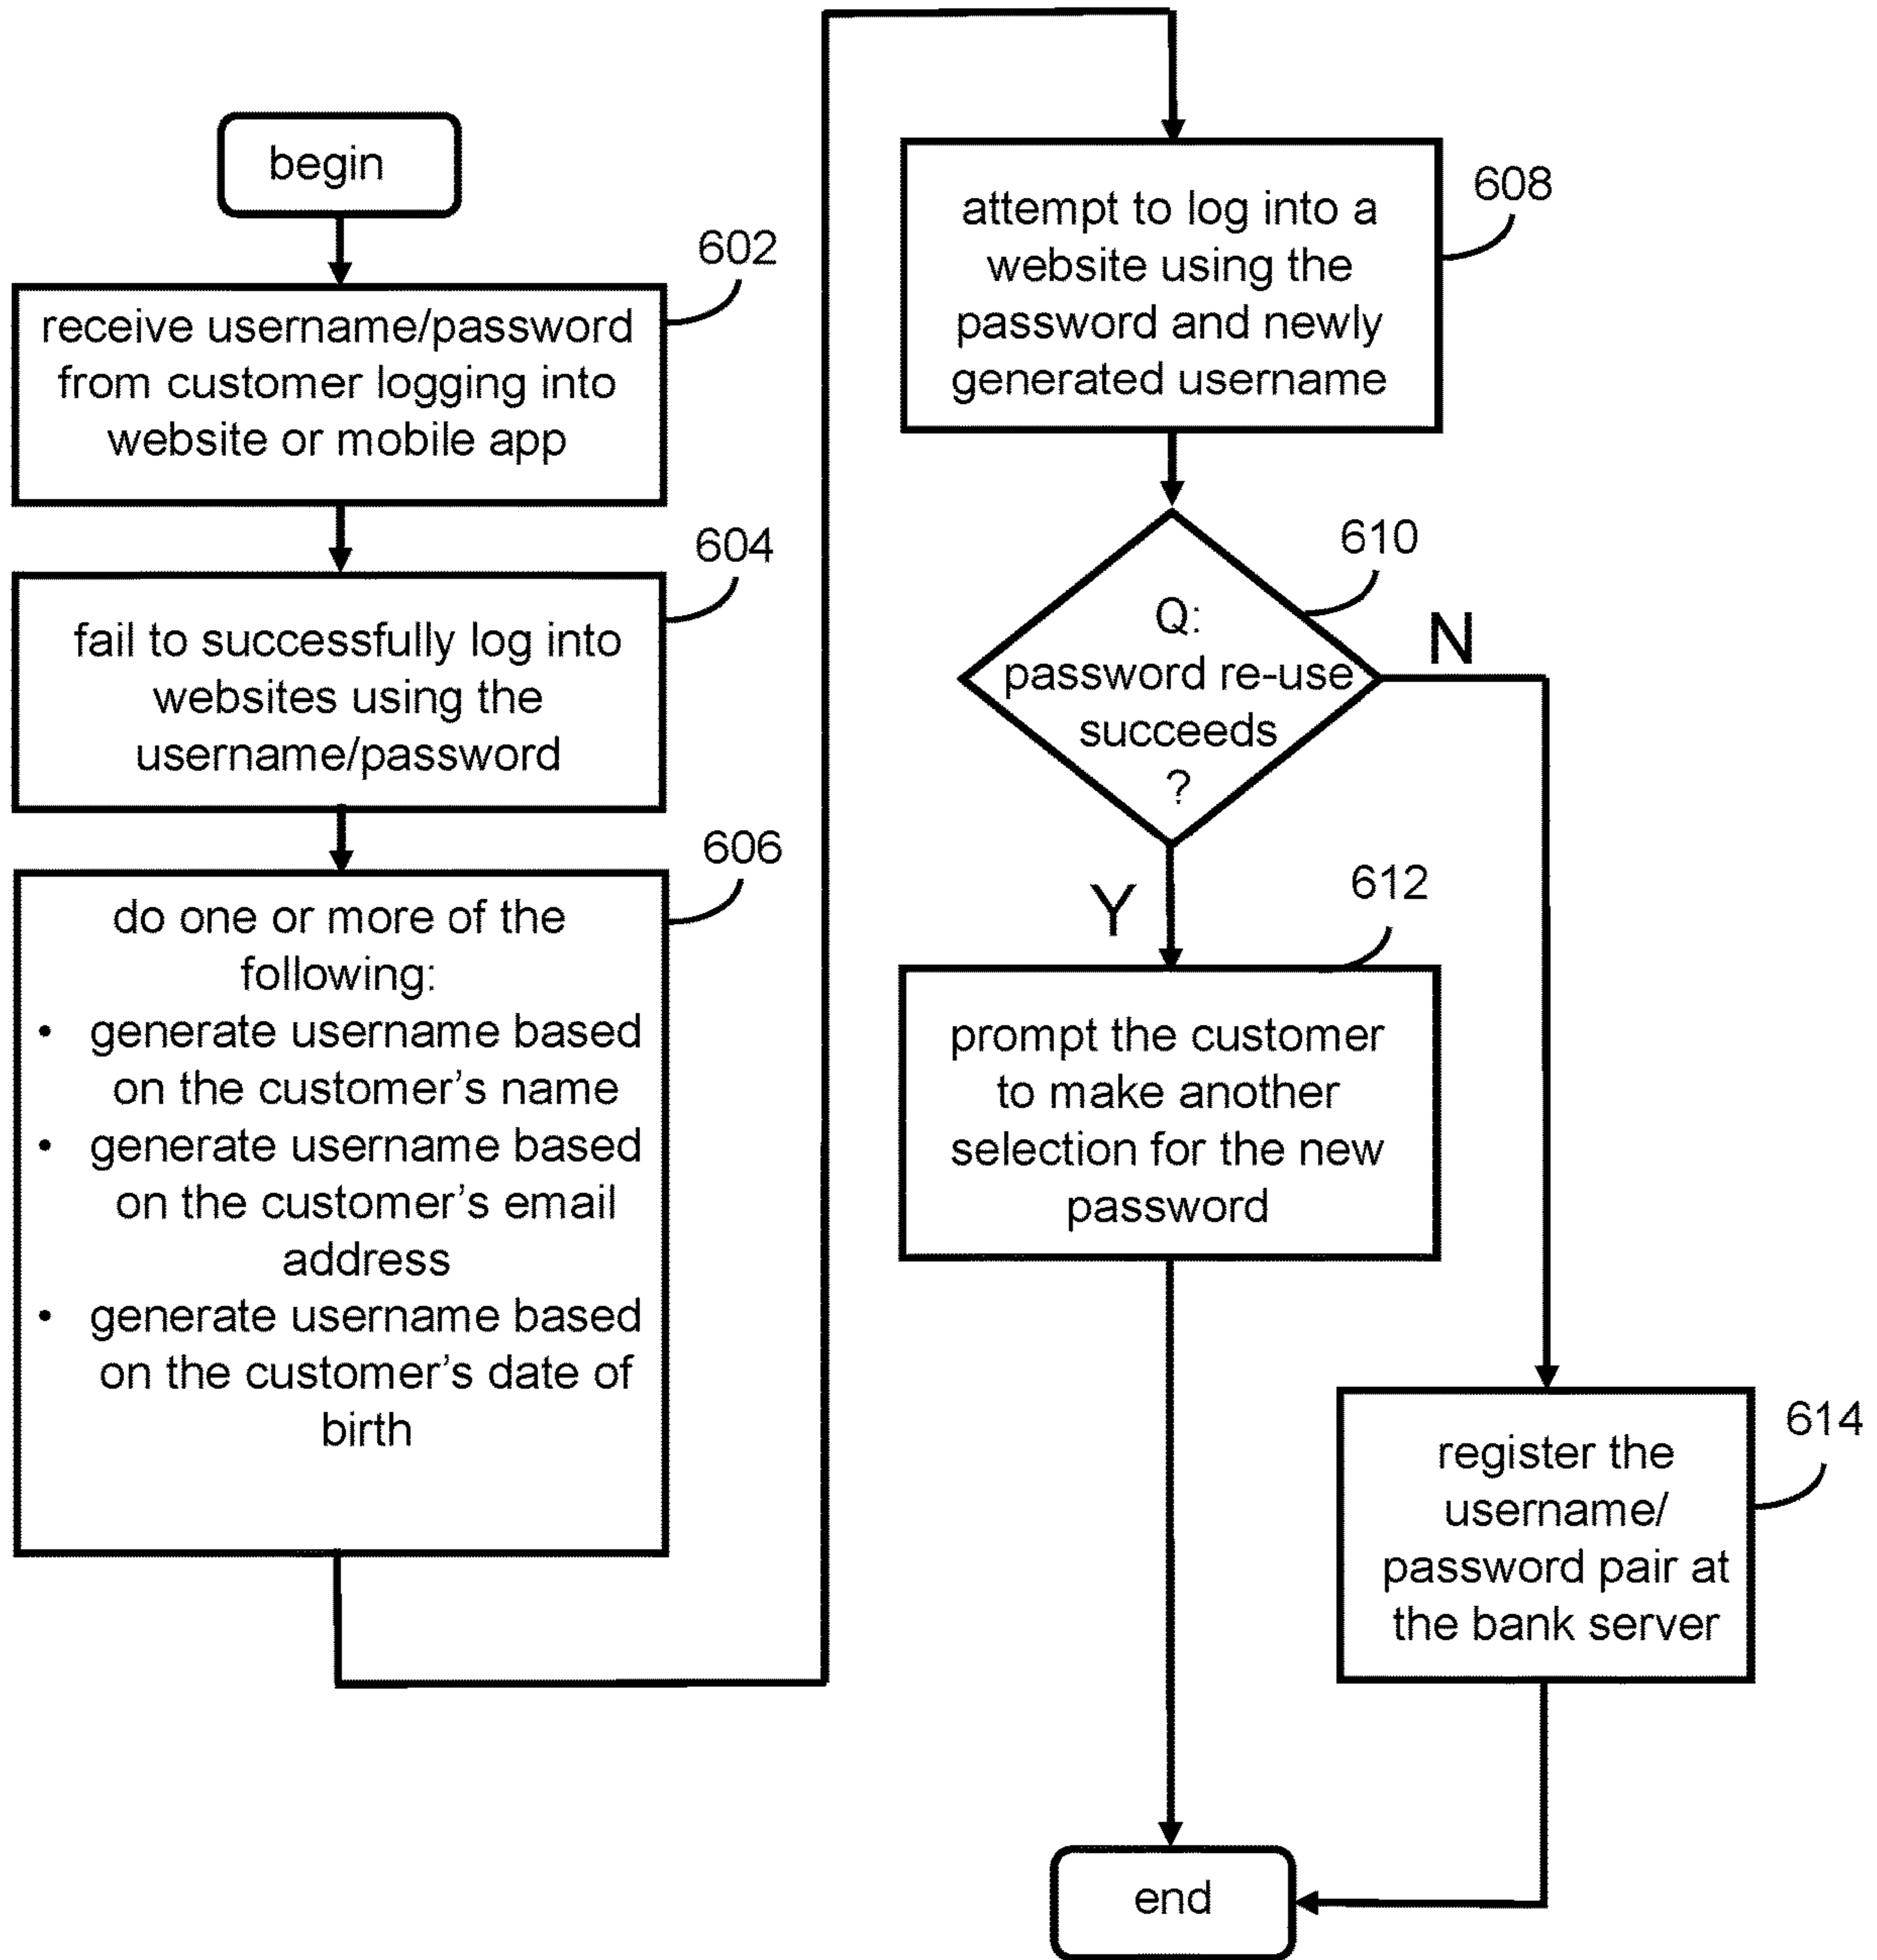 begin
602
receive username/password
from customer logging into
website or mobile app
604
fail to successfully log into
websites using the
username/password
606
do one or more of the
following:
• generate username based
on the customer’s name
• generate username based
on the customer’s email
address
• generate username based
on the customer’s date of
birth
608
attempt to log into a
website using the
password and newly
generated username
610
Q:
password re-use
succeeds
?
N
Y
612
prompt the customer
to make another
selection for the new
password
614
register the
username/
password pair at
the bank server
end